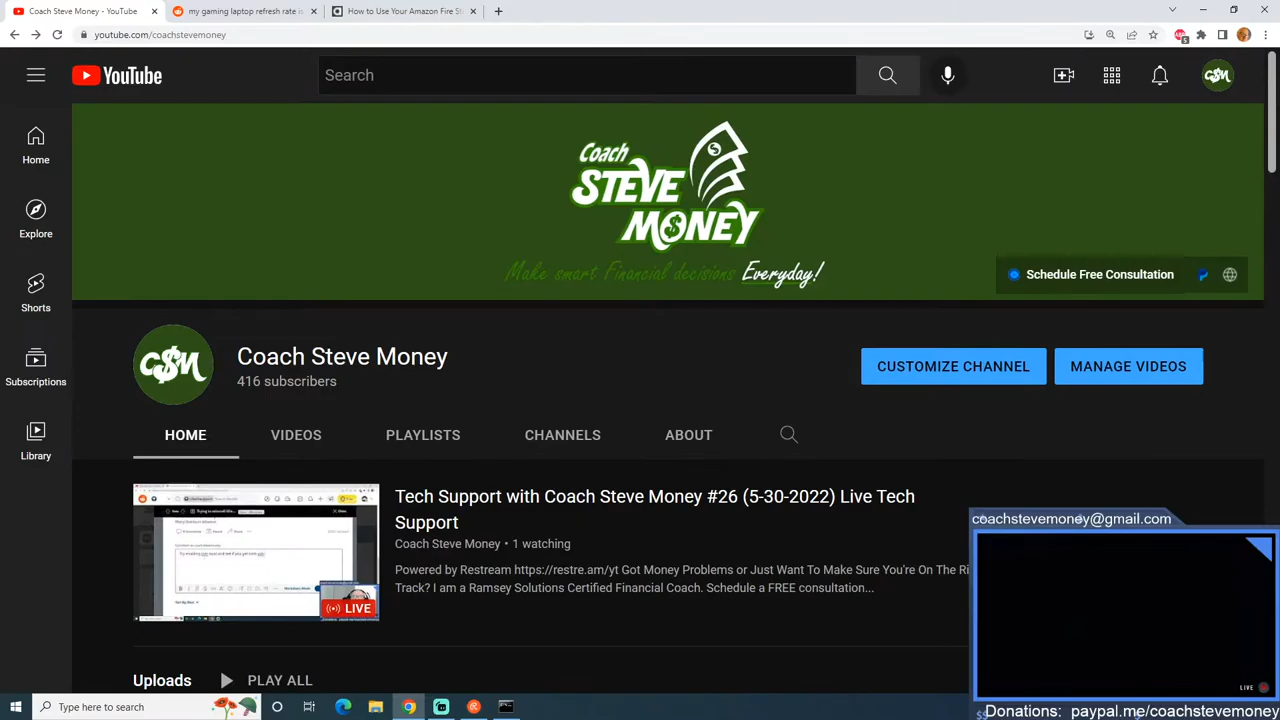 Coach Steve Money - YouTube
my gaming laptop refresh rate is
How to Use Your Amazon Fire St
youtube.com/coachstevemoney
YouTube
Search
CSM
Coach
STEVE
MONEY
Make smart Financial decisions Everyday!
Schedule Free Consultation
Home
Explore
Shorts
Subscriptions
Library
C$M
Coach Steve Money
416 subscribers
CUSTOMIZE CHANNEL
MANAGE VIDEOS
HOME
VIDEOS
PLAYLISTS
CHANNELS
ABOUT
LIVE
Tech Support with Coach Steve Money #26 (5-30-2022) Live Tech
Support
Coach Steve Money • 1 watching
Powered by Restream https://restre.am/yt Got Money Problems or Just Want To Make Sure You're On The Ri
Track? I am a Ramsey Solutions Certified Financial Coach. Schedule a FREE consultation...
coachstevemoney@gmail.com
LIVE
Uploads
PLAY ALL
Type here to search
Donations: paypal.me/coachstevemoney